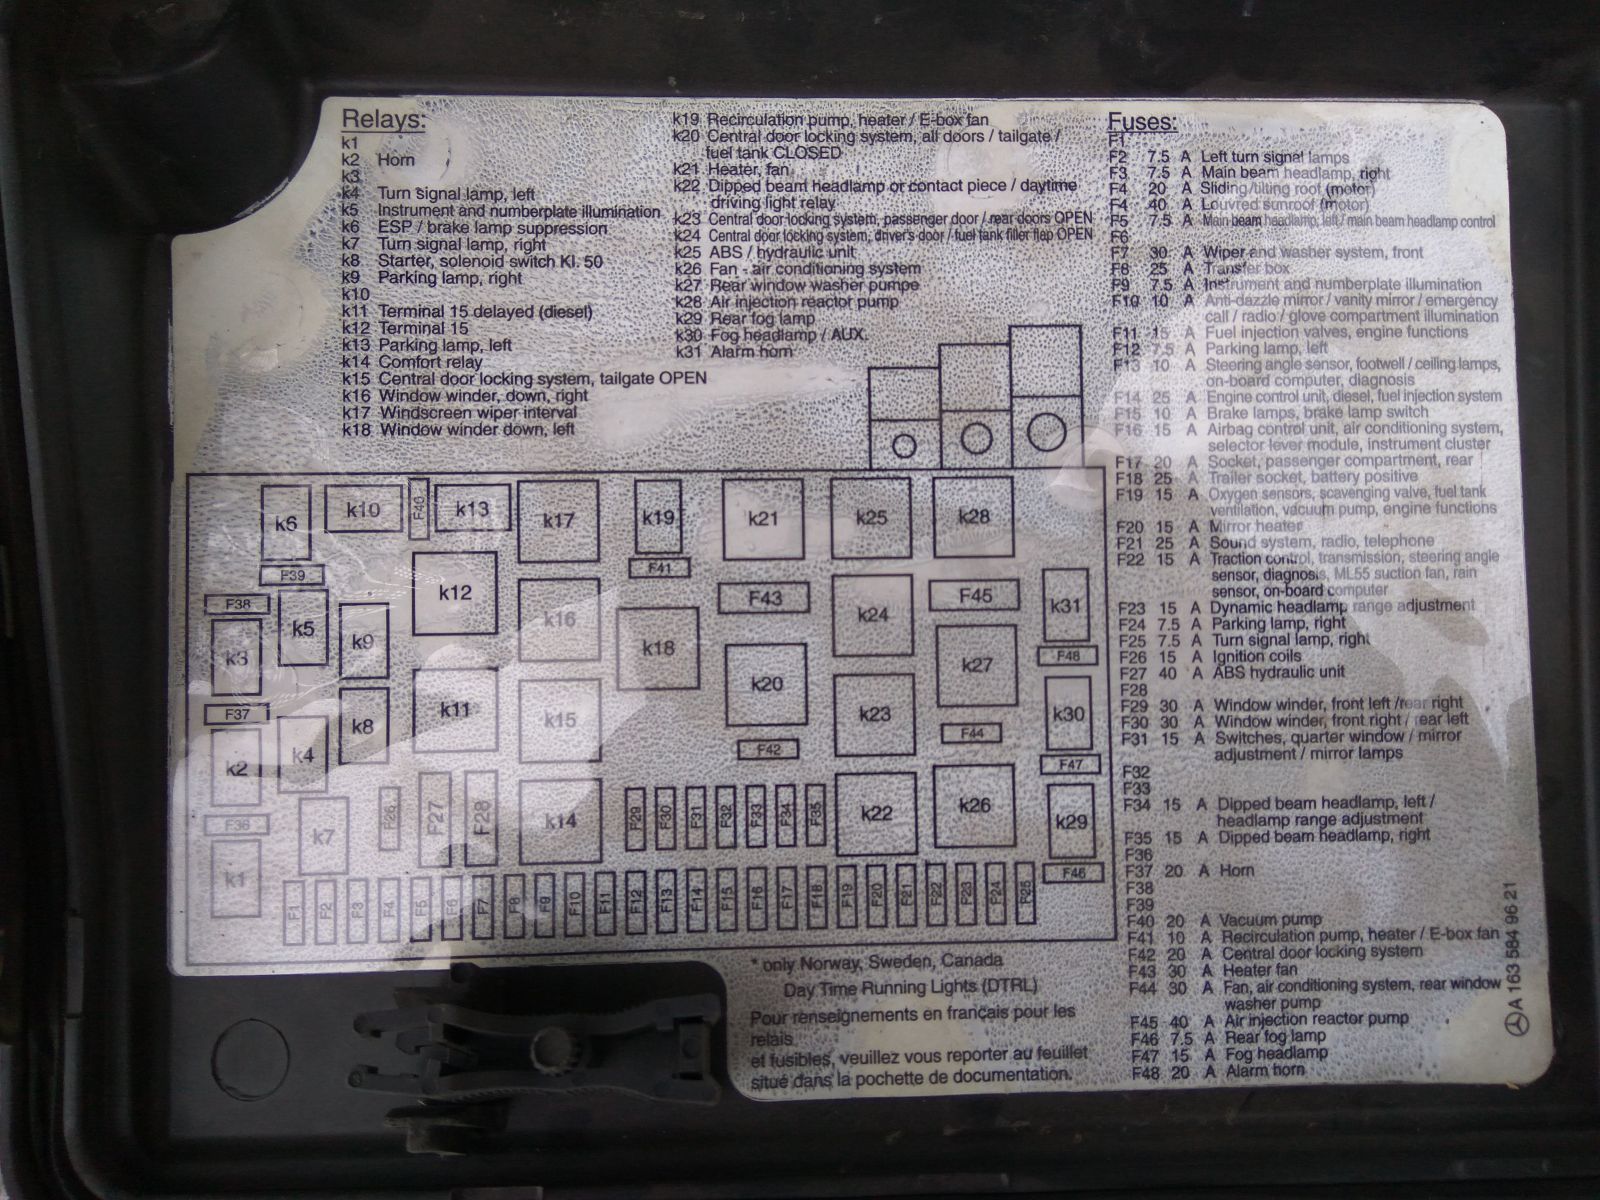 Relays:
k1
k2 Horn
k3
k4 Turn signal lamp, left
k5 Instrument and numberplate illumination
k6 ESP / brake lamp suppression
k7 Turn signal lamp, right
k8 Starter, solenoid switch Kl. 50
k9 Parking lamp, right
k10
k11 Terminal 15 delayed (diesel)
k12 Terminal 15
k13 Parking lamp, left
k14 Comfort relay
k15 Central door locking system, tailgate OPEN
k16 Window winder, down, right
k17 Windscreen wiper interval
k18 Window winder down, left
k19 Recirculation pump, heater / E-box fan
k20 Central door locking system, all doors / tailgate /
fuel tank CLOSED
k21 Heater, fan
k22 Dipped beam headlamp or contact piece / daytime
driving light relay
k23 Central door locking system, passenger door / rear doors OPEN
k24 Central door locking system, driver's door / fuel tank filler flap OPEN
k25 ABS / hydraulic unit
k26 Fan - air conditioning system
k27 Rear window washer pumpe
k28 Air injection reactor pump
k29 Rear fog lamp
k30 Fog headlamp / AUX.
k31 Alarm horn
Fuses:
F1
F2 7.5 A Left turn signal lamps
F3 7.5 A Main beam headlamp, right
F4 20 A Sliding/tilting roof (motor)
F4 40 A Louvred sunroof (motor)
F5 7.5 A Main beam headlamp, left / main beam headlamp control
F6
F7 30 A Wiper and washer system, front
F8 25 A Transfer box
F9 7.5 A Instrument and numberplate illumination
F10 10 A Anti-dazzle mirror / vanity mirror / emergency
call / radio / glove compartment illumination
F11 15 A Fuel injection valves, engine functions
F12 7.5 A Parking lamp, left
F13 10 A Steering angle sensor, footwell / ceiling lamps,
on-board computer, diagnosis
F14 25 A Engine control unit, diesel, fuel injection system
F15 10 A Brake lamps, brake lamp switch
F16 15 A Airbag control unit, air conditioning system,
selector lever module, instrument cluster
F17 20 A Socket, passenger compartment, rear
F18 25 A Trailer socket, battery positive
F19 15 A Oxygen sensors, scavenging valve, fuel tank
ventilation, vacuum pump, engine functions
F20 15 A Mirror heater
F21 25 A Sound system, radio, telephone
F22 15 A Traction control, transmission, steering angle
sensor, diagnosis, ML55 suction fan, rain
sensor, on-board computer
F23 15 A Dynamic headlamp range adjustment
F24 7.5 A Parking lamp, right
F25 7.5 A Turn signal lamp, right
F26 15 A Ignition coils
F27 40 A ABS hydraulic unit
F28
F29 30 A Window winder, front left /rear right
F30 30 A Window winder, front right / rear left
F31 15 A Switches, quarter window / mirror
adjustment / mirror lamps
F32
F33
F34 15 A Dipped beam headlamp, left /
headlamp range adjustment
F35 15 A Dipped beam headlamp, right
F36
F37 20 A Horn
F38
F39
F40 20 A Vacuum pump
F41 10 A Recirculation pump, heater / E-box fan
F42 20 A Central door locking system
F43 30 A Heater fan
F44 30 A Fan, air conditioning system, rear window
washer pump
F45 40 A Air injection reactor pump
F46 7.5 A Rear fog lamp
F47 15 A Fog headlamp
F48 20 A Alarm horn
k6 k10 F40 k13 k17 k19 k21 k25 k28
F39 F41
F38 k5 k9 k12 k16 k18 F43 k24 F45 k31
k3 k20 k27 F48
F37 k8 k11 k15 k23 k30
k2 k4 F42 F44 F47
F36 k7 F26 F27 F28 k14 F29 F30 F31 F32 F33 F34 F35 k22 k26 k29
k1 F46
F1 F2 F3 F4 F5 F6 F7 F8 F9 F10 F11 F12 F13 F14 F15 F16 F17 F18 F19 F20 F21 F22 F23 F24 F25
* only Norway, Sweden, Canada
Day Time Running Lights (DTRL)
Pour renseignements en français pour les
relais
et fusibles, veuillez vous reporter au feuillet
situé dans la pochette de documentation.
A 163 584 96 21